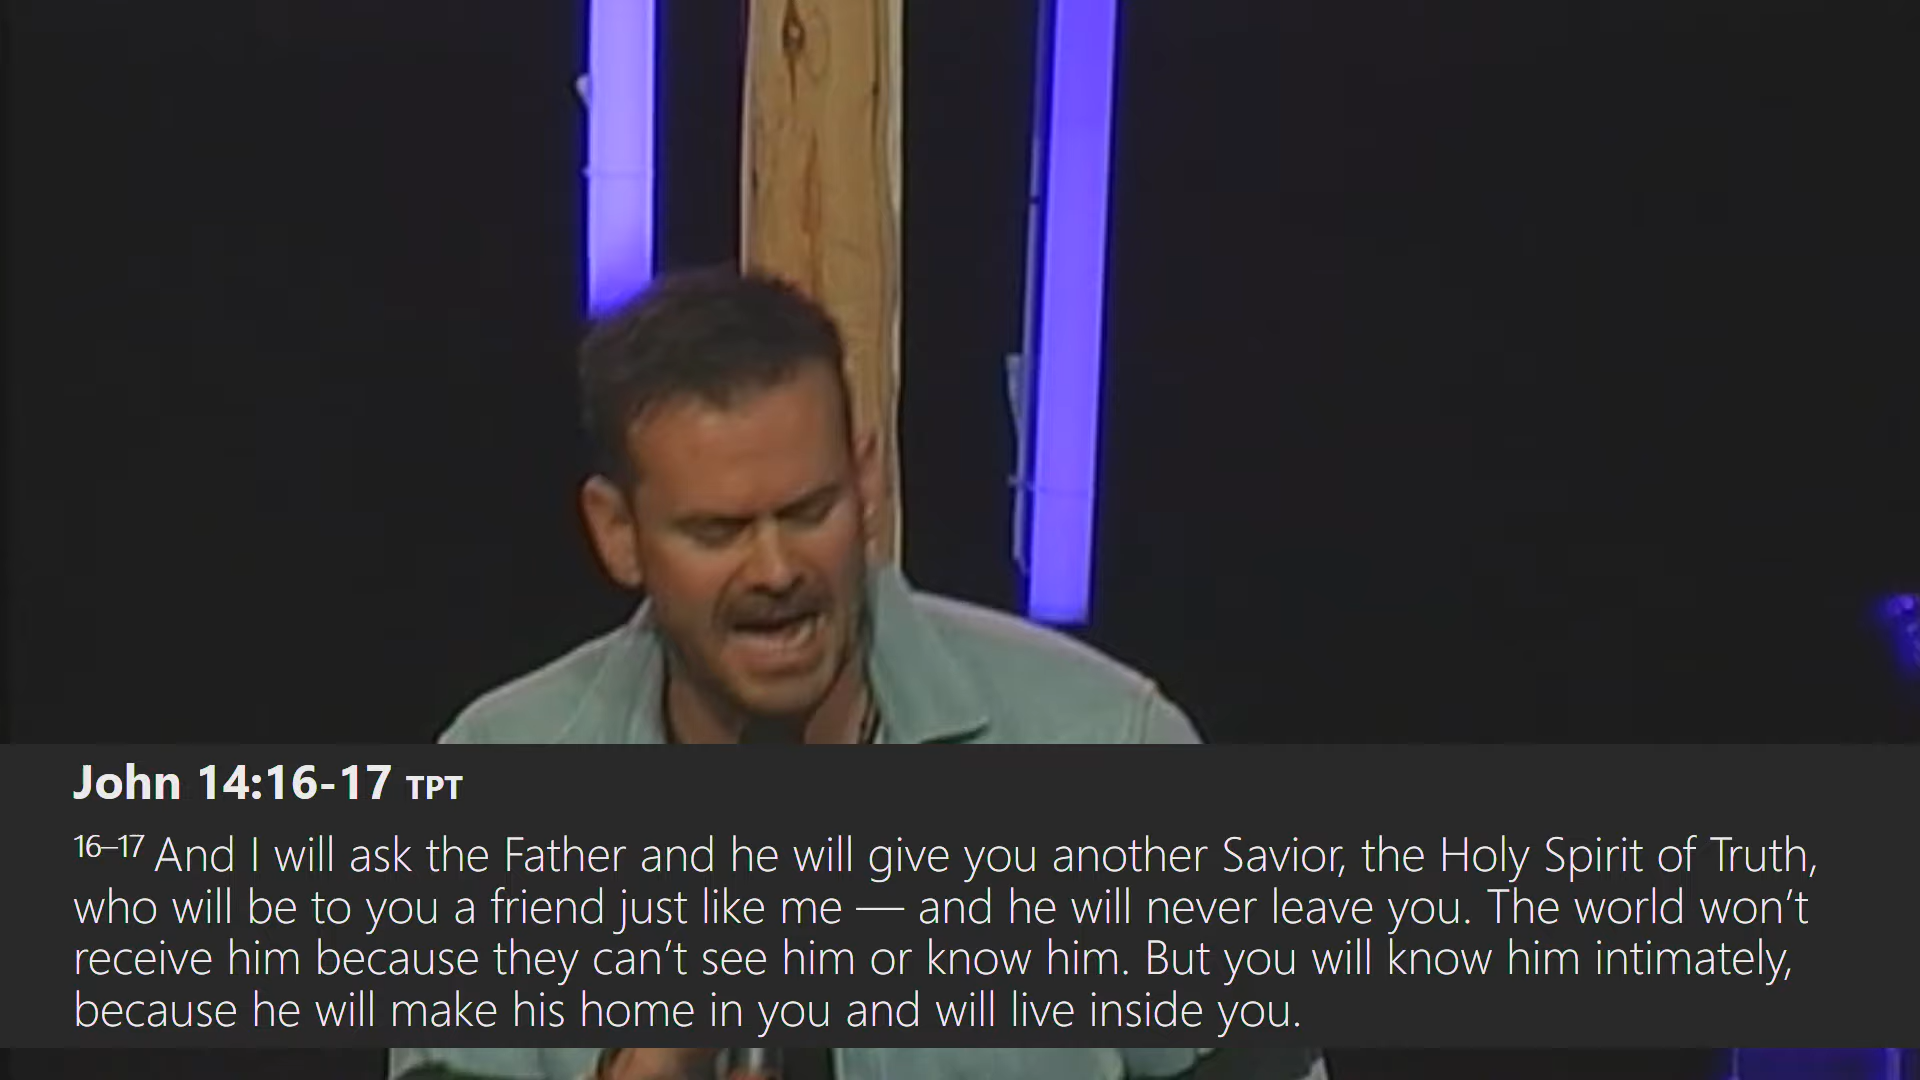 John 14:16-17 TPT
16–17 And I will ask the Father and he will give you another Savior, the Holy Spirit of Truth,
who will be to you a friend just like me — and he will never leave you. The world won’t
receive him because they can’t see him or know him. But you will know him intimately,
because he will make his home in you and will live inside you.